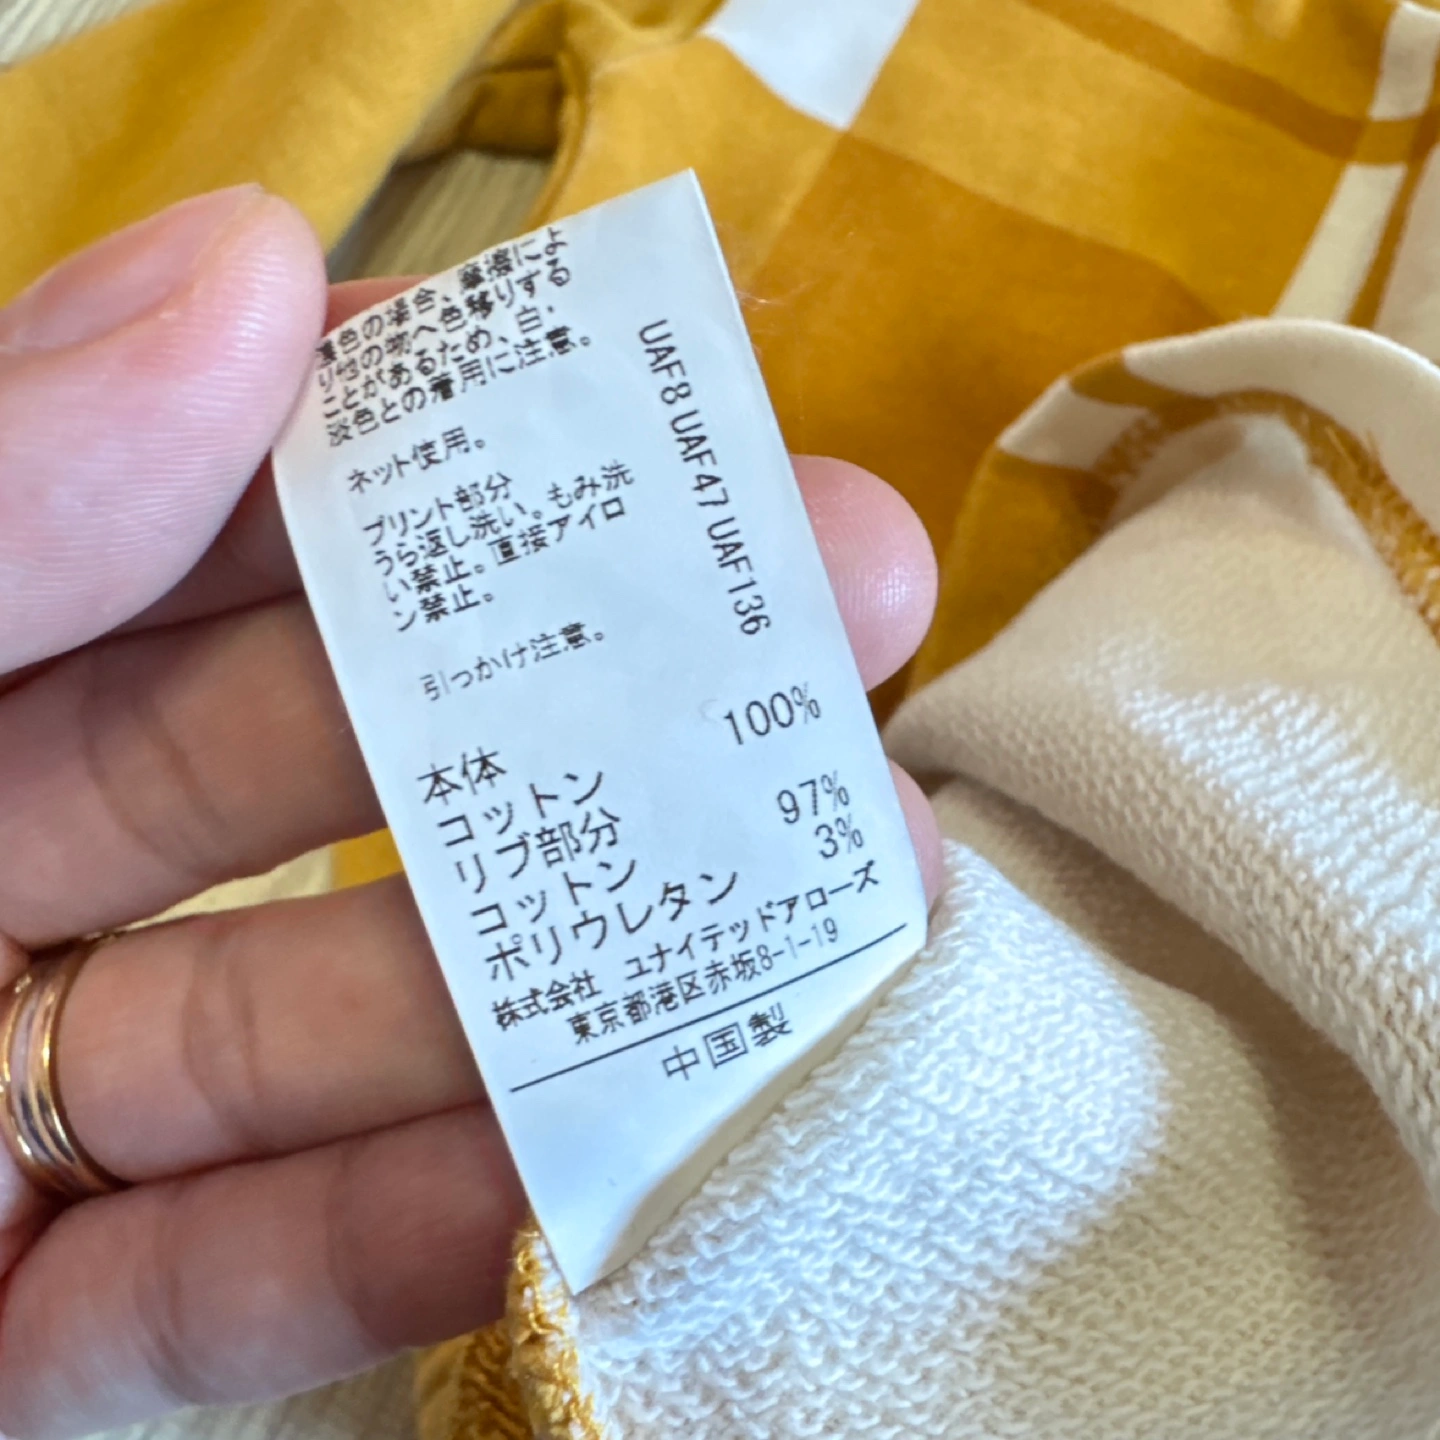 濃色の場合、摩擦によ
り他の物へ色移りする
ことがあるため、白、
淡色との着用に注意。
ネット使用。
プリント部分
うら返し洗い。もみ洗
い禁止。直接アイロ
ン禁止。
引っかけ注意。
UAF8 UAF47 UAF136
本体
コットン 100%
リブ部分
コットン 97%
ポリウレタン 3%
株式会社 ユナイテッドアローズ
東京都港区赤坂8-1-19
中国製